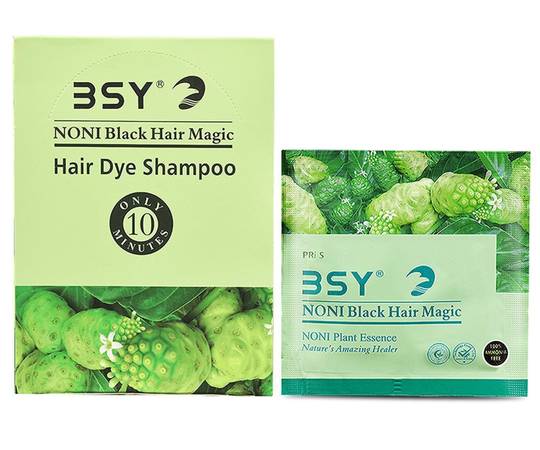 BSY®
NONI Black Hair Magic
Hair Dye Shampoo
ONLY
10
MINUTES
BSY®
NONI Black Hair Magic
NONI Plant Essence
Nature's Amazing Healer
100%
AMMONIA
FREE